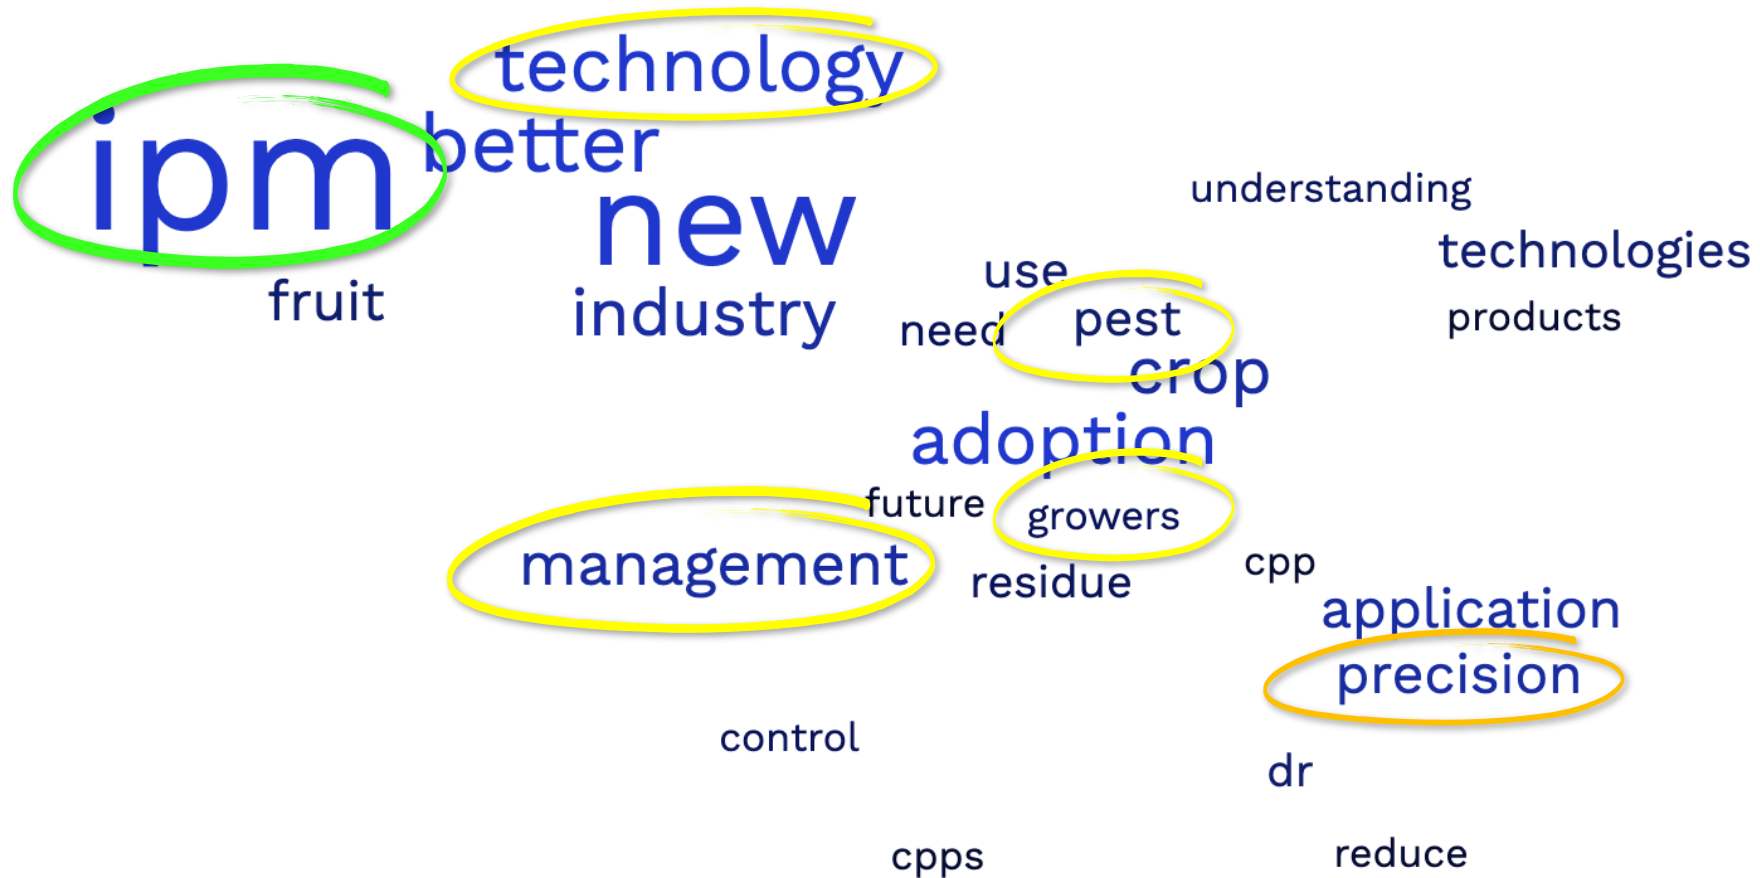 technology
ipm
better
new
understanding
technologies
use
fruit
industry
need
pest
products
crop
adoption
future
growers
management
residue
cpp
application
precision
control
dr
cpps
reduce